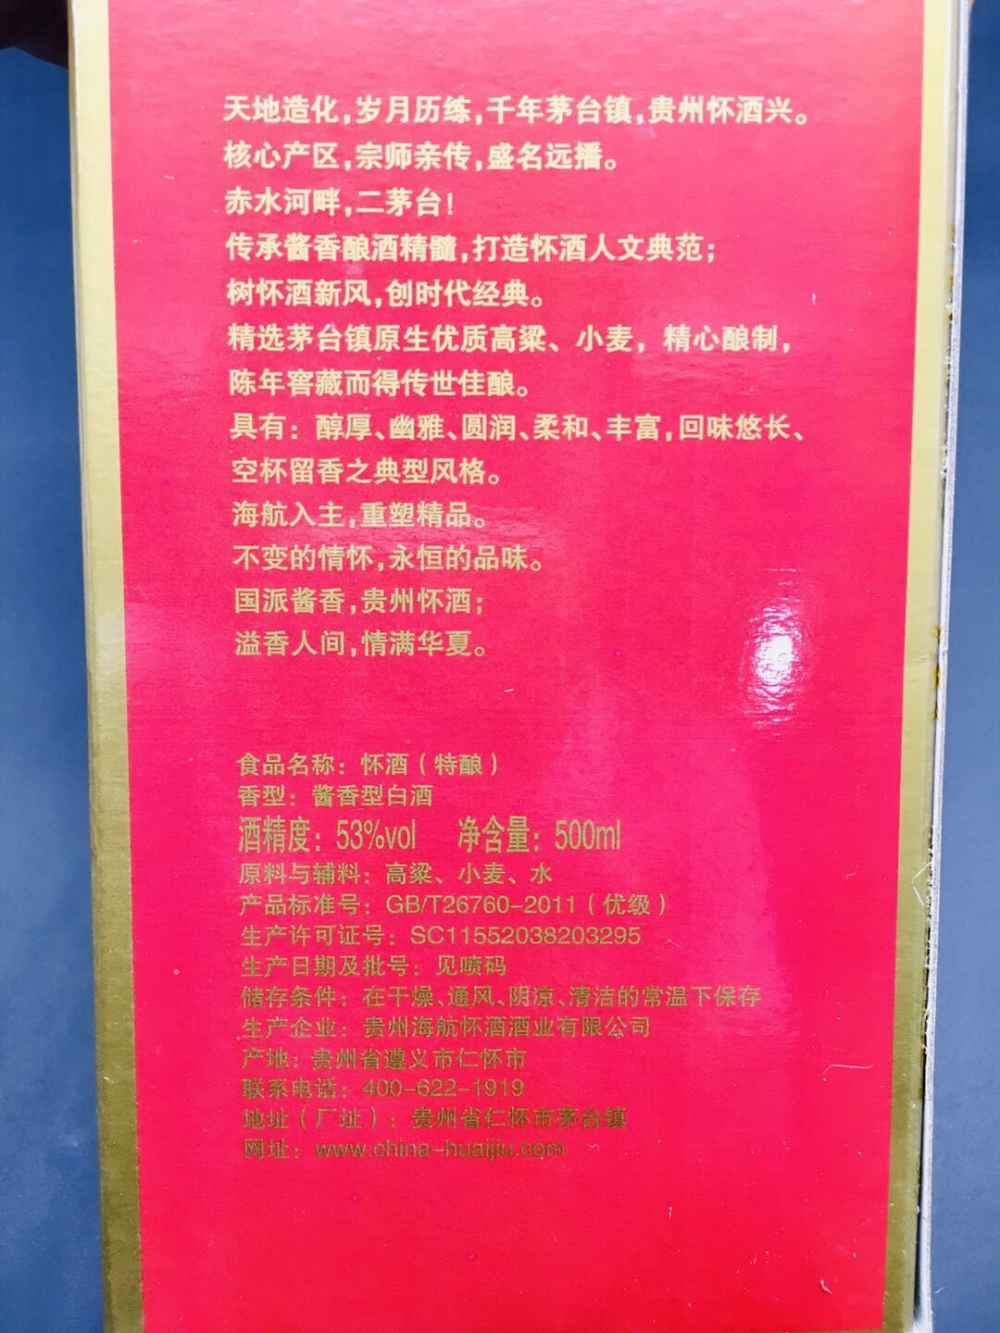 天地造化,岁月历练,千年茅台镇,贵州怀酒兴。
核心产区,宗师亲传,盛名远播。
赤水河畔,二茅台!
传承酱香酿酒精髓,打造怀酒人文典范;
树怀酒新风,创时代经典。
精选茅台镇原生优质高粱、小麦，精心酿制,
陈年窖藏而得传世佳酿。
具有：醇厚、幽雅、圆润、柔和、丰富,回味悠长、
空杯留香之典型风格。
海航入主,重塑精品。
不变的情怀,永恒的品味。
国派酱香,贵州怀酒;
溢香人间,情满华夏。
食品名称：怀酒（特酿）
香型：酱香型白酒
酒精度：53%vol 净含量：500ml
原料与辅料：高粱、小麦、水
产品标准号：GB/T26760-2011（优级）
生产许可证号：SC11552038203295
生产日期及批号：见喷码
储存条件：在干燥、通风、阴凉、清洁的常温下保存
生产企业：贵州海航怀酒酒业有限公司
产地：贵州省遵义市仁怀市
联系电话：400-622-1919
地址（厂址）：贵州省仁怀市茅台镇
网址：www.china-huaijiu.com